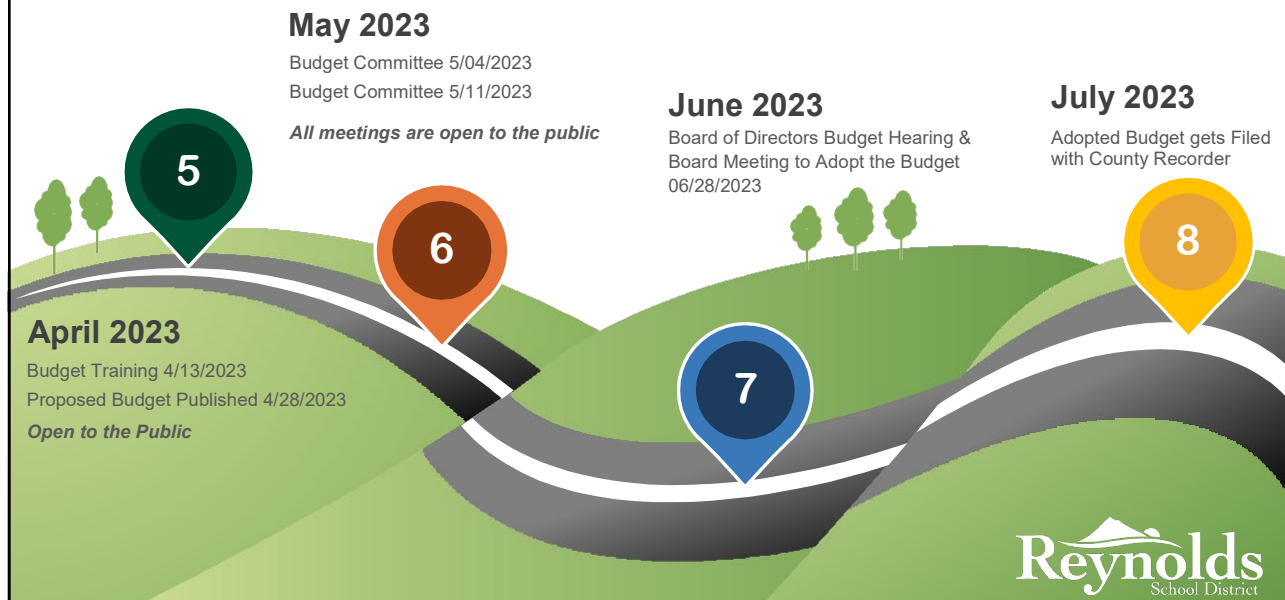 May 2023
Budget Committee 5/04/2023
Budget Committee 5/11/2023
All meetings are open to the public
June 2023
Board of Directors Budget Hearing &
Board Meeting to Adopt the Budget
06/28/2023
July 2023
Adopted Budget gets Filed
with County Recorder
5
6
8
April 2023
Budget Training 4/13/2023
Proposed Budget Published 4/28/2023
Open to the Public
7
Reynolds
School District